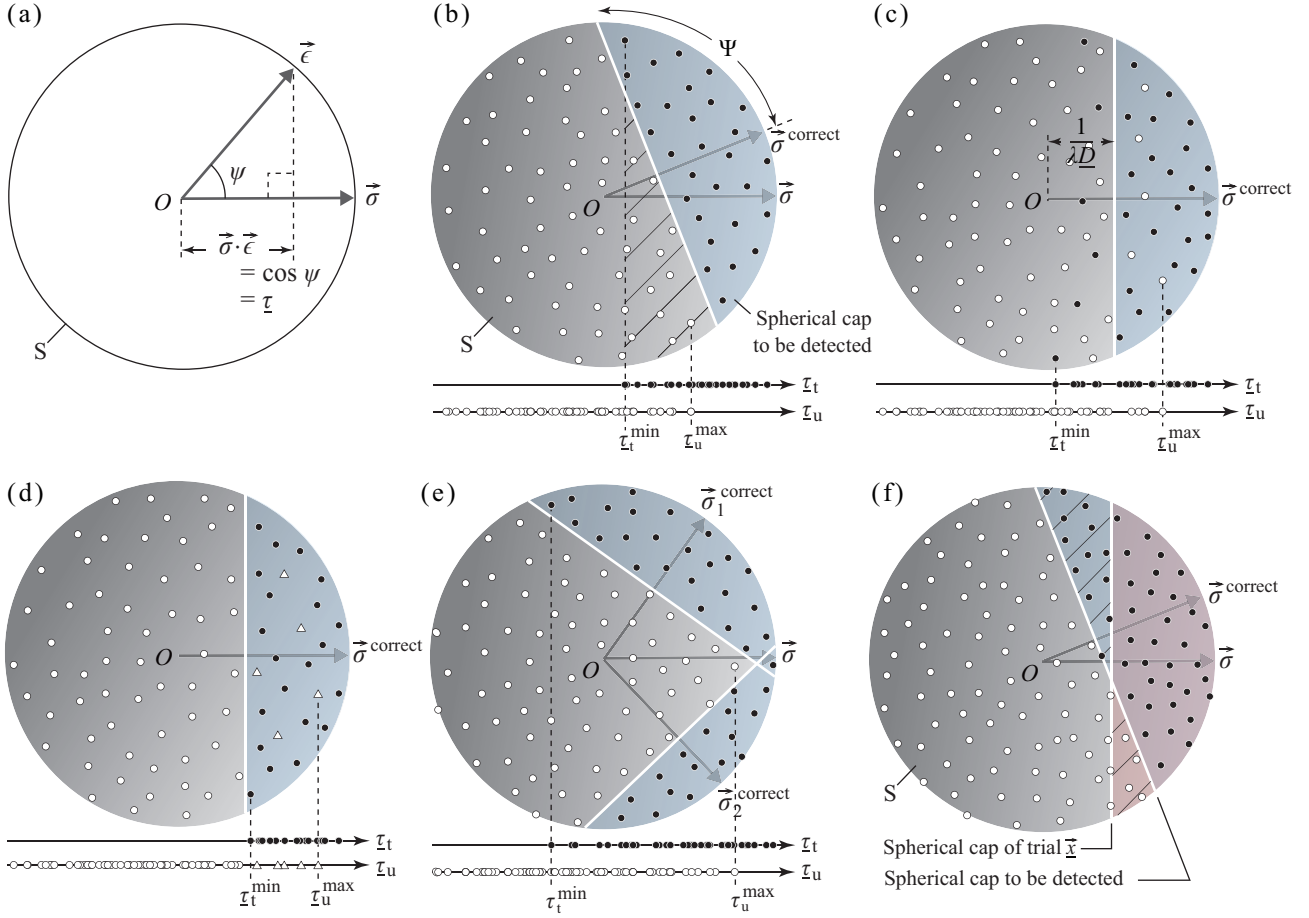 (a)
ϵ⃗
ψ
O
σ⃗
σ⃗·ϵ⃗
= cos ψ
= τ̲
S
(b)
Ψ
σ⃗ correct
O
σ⃗
S
Spherical cap
to be detected
τ̲t
τ̲u
τ̲t min
τ̲u max
(c)
1
λD̲
O
σ⃗ correct
τ̲t
τ̲u
τ̲t min
τ̲u max
(d)
O
σ⃗ correct
τ̲t
τ̲u
τ̲t min
τ̲u max
(e)
σ⃗1 correct
O
σ⃗
σ⃗2 correct
τ̲t
τ̲u
τ̲t min
τ̲u max
(f)
σ⃗ correct
O
σ⃗
S
Spherical cap of trial x̲⃗
Spherical cap to be detected